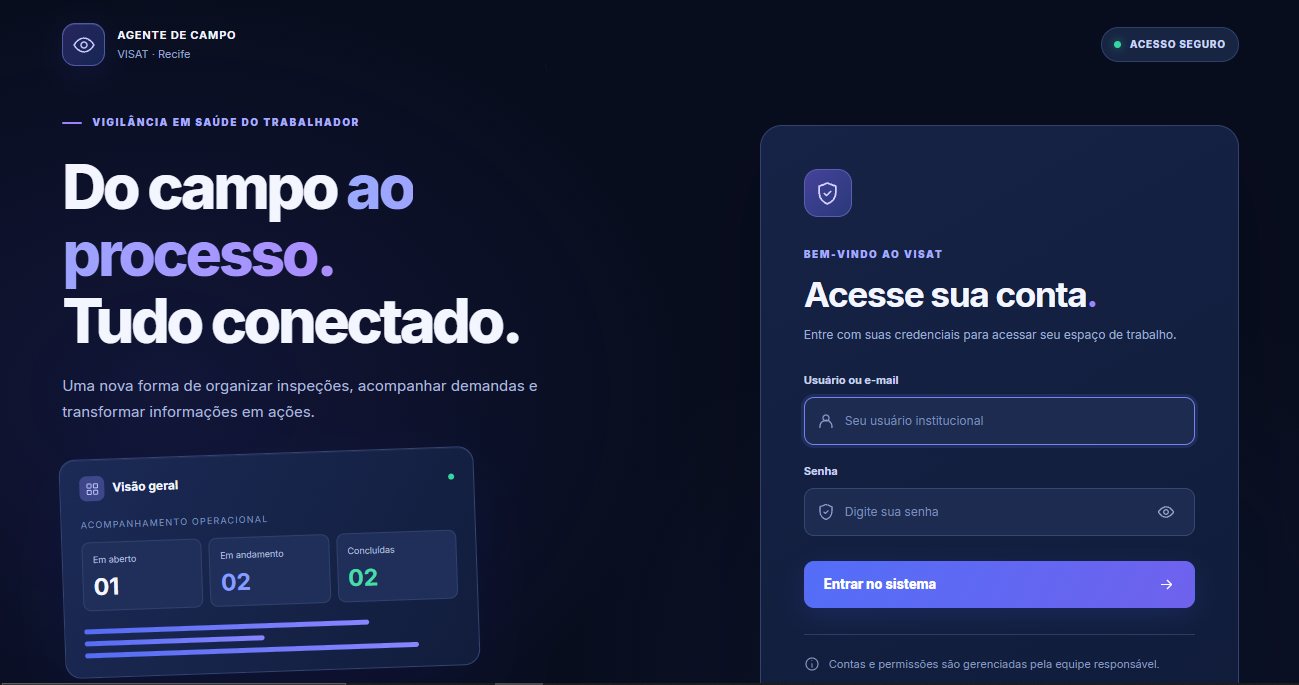 AGENTE DE CAMPO
VISAT · Recife
ACESSO SEGURO
VIGILÂNCIA EM SAÚDE DO TRABALHADOR
Do campo ao
processo.
Tudo conectado.
Uma nova forma de organizar inspeções, acompanhar demandas e
transformar informações em ações.
Visão geral
ACOMPANHAMENTO OPERACIONAL
Em aberto
01
Em andamento
02
Concluídas
02
BEM-VINDO AO VISAT
Acesse sua conta.
Entre com suas credenciais para acessar seu espaço de trabalho.
Usuário ou e-mail
Seu usuário institucional
Senha
Digite sua senha
Entrar no sistema
Contas e permissões são gerenciadas pela equipe responsável.